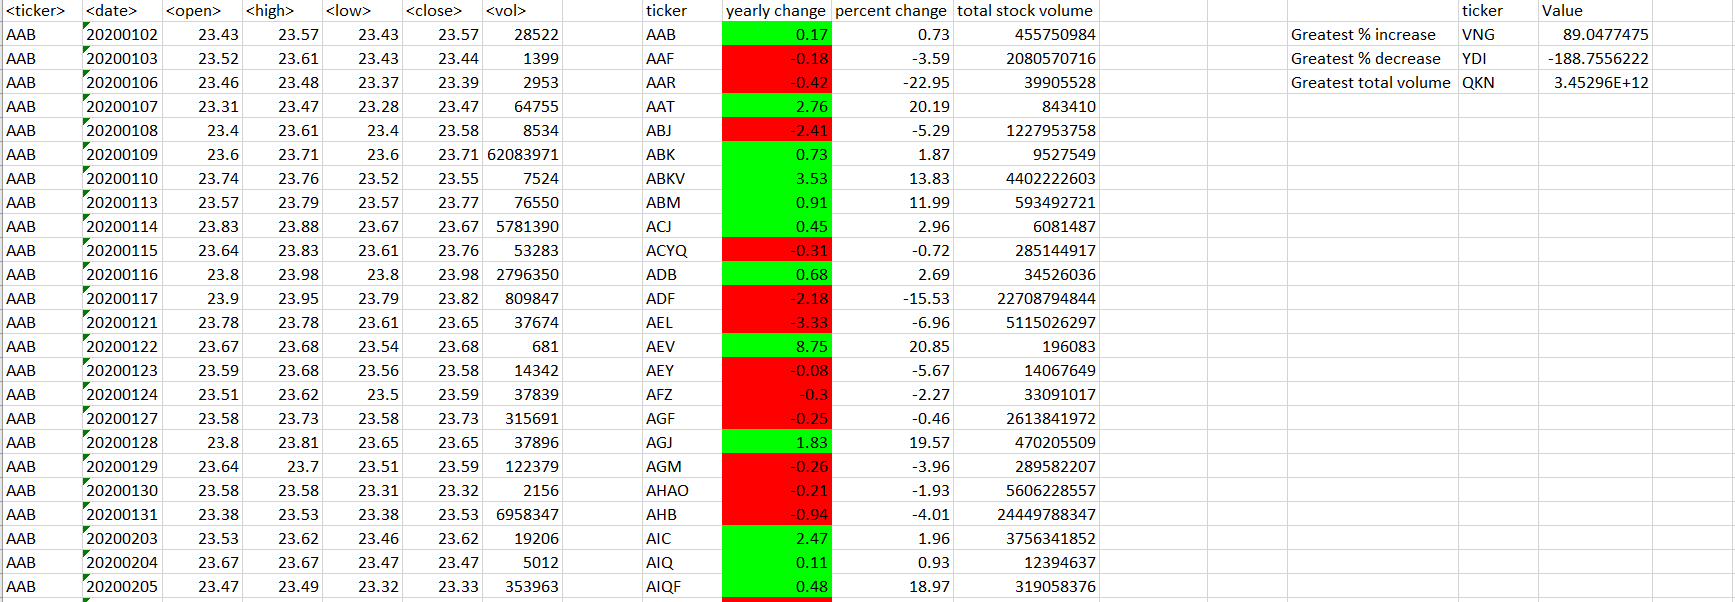 <ticker> <date> <open> <high> <low> <close> <vol> ticker yearly change percent change total stock volume ticker Value
AAB 20200102 23.43 23.57 23.43 23.57 28522 AAB 0.17 0.73 455750984 Greatest % increase VNG 89.0477475
AAB 20200103 23.52 23.61 23.43 23.44 1399 AAF -0.18 -3.59 2080570716 Greatest % decrease YDI -188.7556222
AAB 20200106 23.46 23.48 23.37 23.39 2953 AAR -0.42 -22.95 39905528 Greatest total volume QKN 3.45296E+12
AAB 20200107 23.31 23.47 23.28 23.47 64755 AAT 2.76 20.19 843410
AAB 20200108 23.4 23.61 23.4 23.58 8534 ABJ -2.41 -5.29 1227953758
AAB 20200109 23.6 23.71 23.6 23.71 62083971 ABK 0.73 1.87 9527549
AAB 20200110 23.74 23.76 23.52 23.55 7524 ABKV 3.53 13.83 4402222603
AAB 20200113 23.57 23.79 23.57 23.77 76550 ABM 0.91 11.99 593492721
AAB 20200114 23.83 23.88 23.67 23.67 5781390 ACJ 0.45 2.96 6081487
AAB 20200115 23.64 23.83 23.61 23.76 53283 ACYQ -0.31 -0.72 285144917
AAB 20200116 23.8 23.98 23.8 23.98 2796350 ADB 0.68 2.69 34526036
AAB 20200117 23.9 23.95 23.79 23.82 809847 ADF -2.18 -15.53 22708794844
AAB 20200121 23.78 23.78 23.61 23.65 37674 AEL -3.33 -6.96 5115026297
AAB 20200122 23.67 23.68 23.54 23.68 681 AEV 8.75 20.85 196083
AAB 20200123 23.59 23.68 23.56 23.58 14342 AEY -0.08 -5.67 14067649
AAB 20200124 23.51 23.62 23.5 23.59 37839 AFZ -0.3 -2.27 33091017
AAB 20200127 23.58 23.73 23.58 23.73 315691 AGF -0.25 -0.46 2613841972
AAB 20200128 23.8 23.81 23.65 23.65 37896 AGJ 1.83 19.57 470205509
AAB 20200129 23.64 23.7 23.51 23.59 122379 AGM -0.26 -3.96 289582207
AAB 20200130 23.58 23.58 23.31 23.32 2156 AHAO -0.21 -1.93 5606228557
AAB 20200131 23.38 23.53 23.38 23.53 6958347 AHB -0.94 -4.01 24449788347
AAB 20200203 23.53 23.62 23.46 23.62 19206 AIC 2.47 1.96 3756341852
AAB 20200204 23.67 23.67 23.47 23.47 5012 AIQ 0.11 0.93 12394637
AAB 20200205 23.47 23.49 23.32 23.33 353963 AIQF 0.48 18.97 319058376